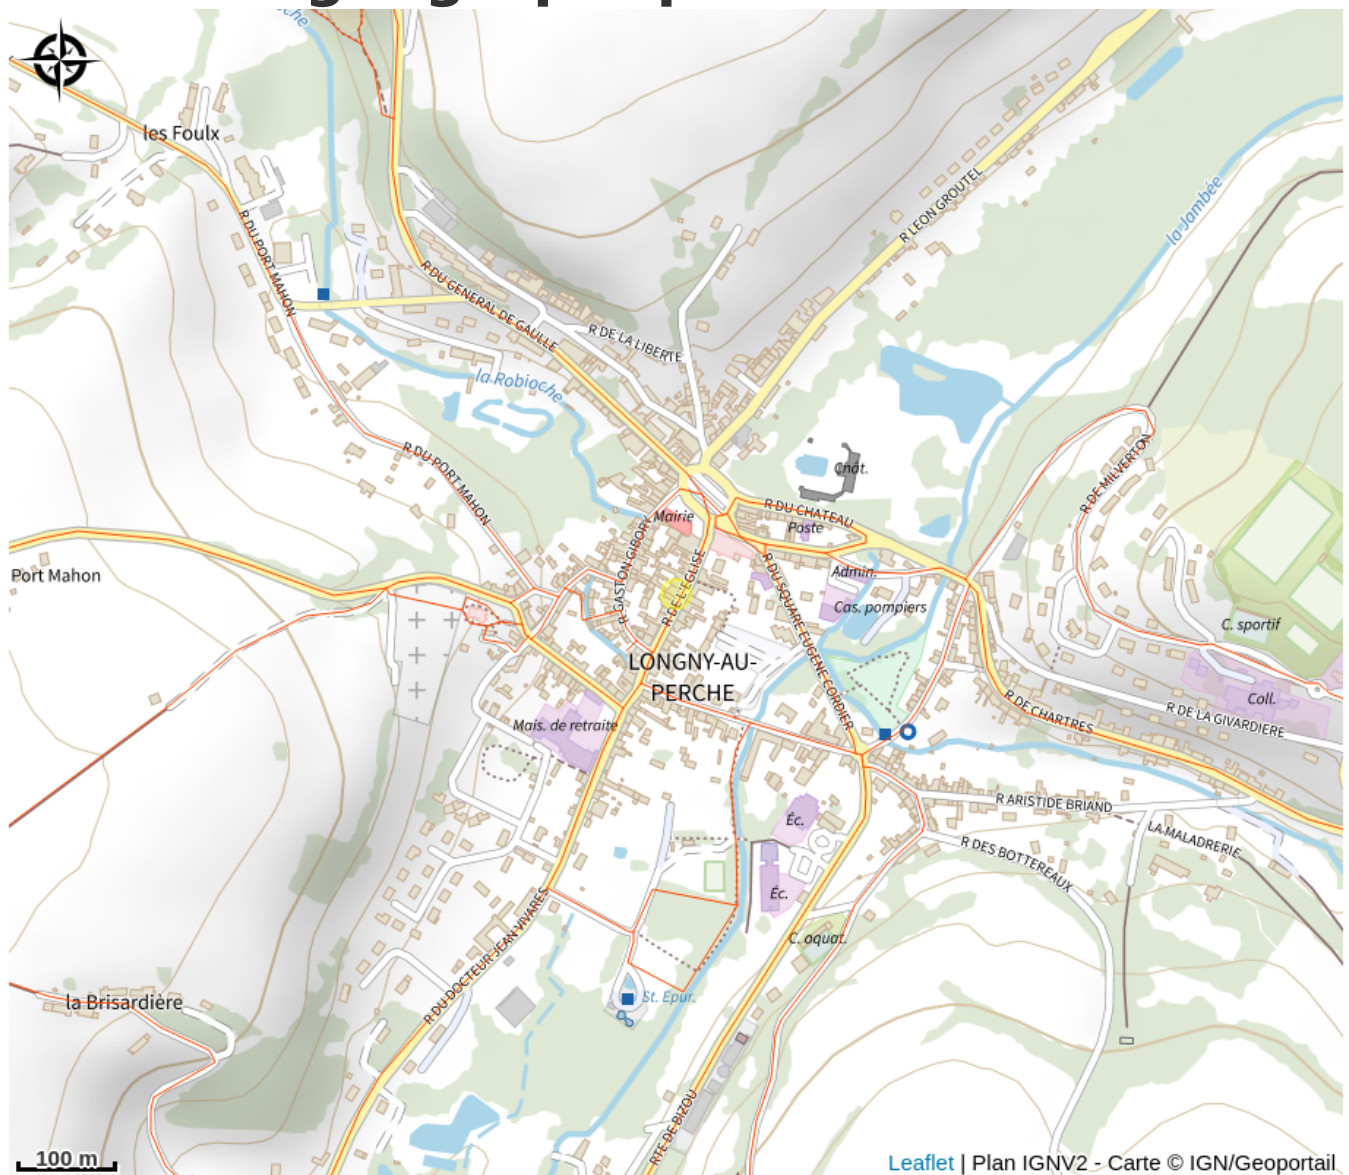 les Foulx
la Jambée
R LEON GROUTEL
R DU PORT MAHON
R DU GENERAL DE GAULLE
R DE LA LIBERTE
la Robioche
R DU PORT MAHON
Chât.
R DE MILVERTON
R DU CHATEAU
Poste
Mairie
R GASTON GIBORY
R DE L'EGLISE
R DU SQUARE EUGENE CORDIER
Admin.
Cas. pompiers
Port Mahon
C. sportif
LONGNY-AU-
PERCHE
Coll.
R DE CHARTRES
R DE LA GIVARDIERE
Mais. de retraite
R ARISTIDE BRIAND
Éc.
LA MALADRERIE
R DES BOTTEREAUX
Éc.
R DU DOCTEUR JEAN VIVARES
C. aquat.
la Brisardière
St. Epur.
RTE DE BIZOU
100 m
Leaflet | Plan IGNV2 - Carte © IGN/Geoportail